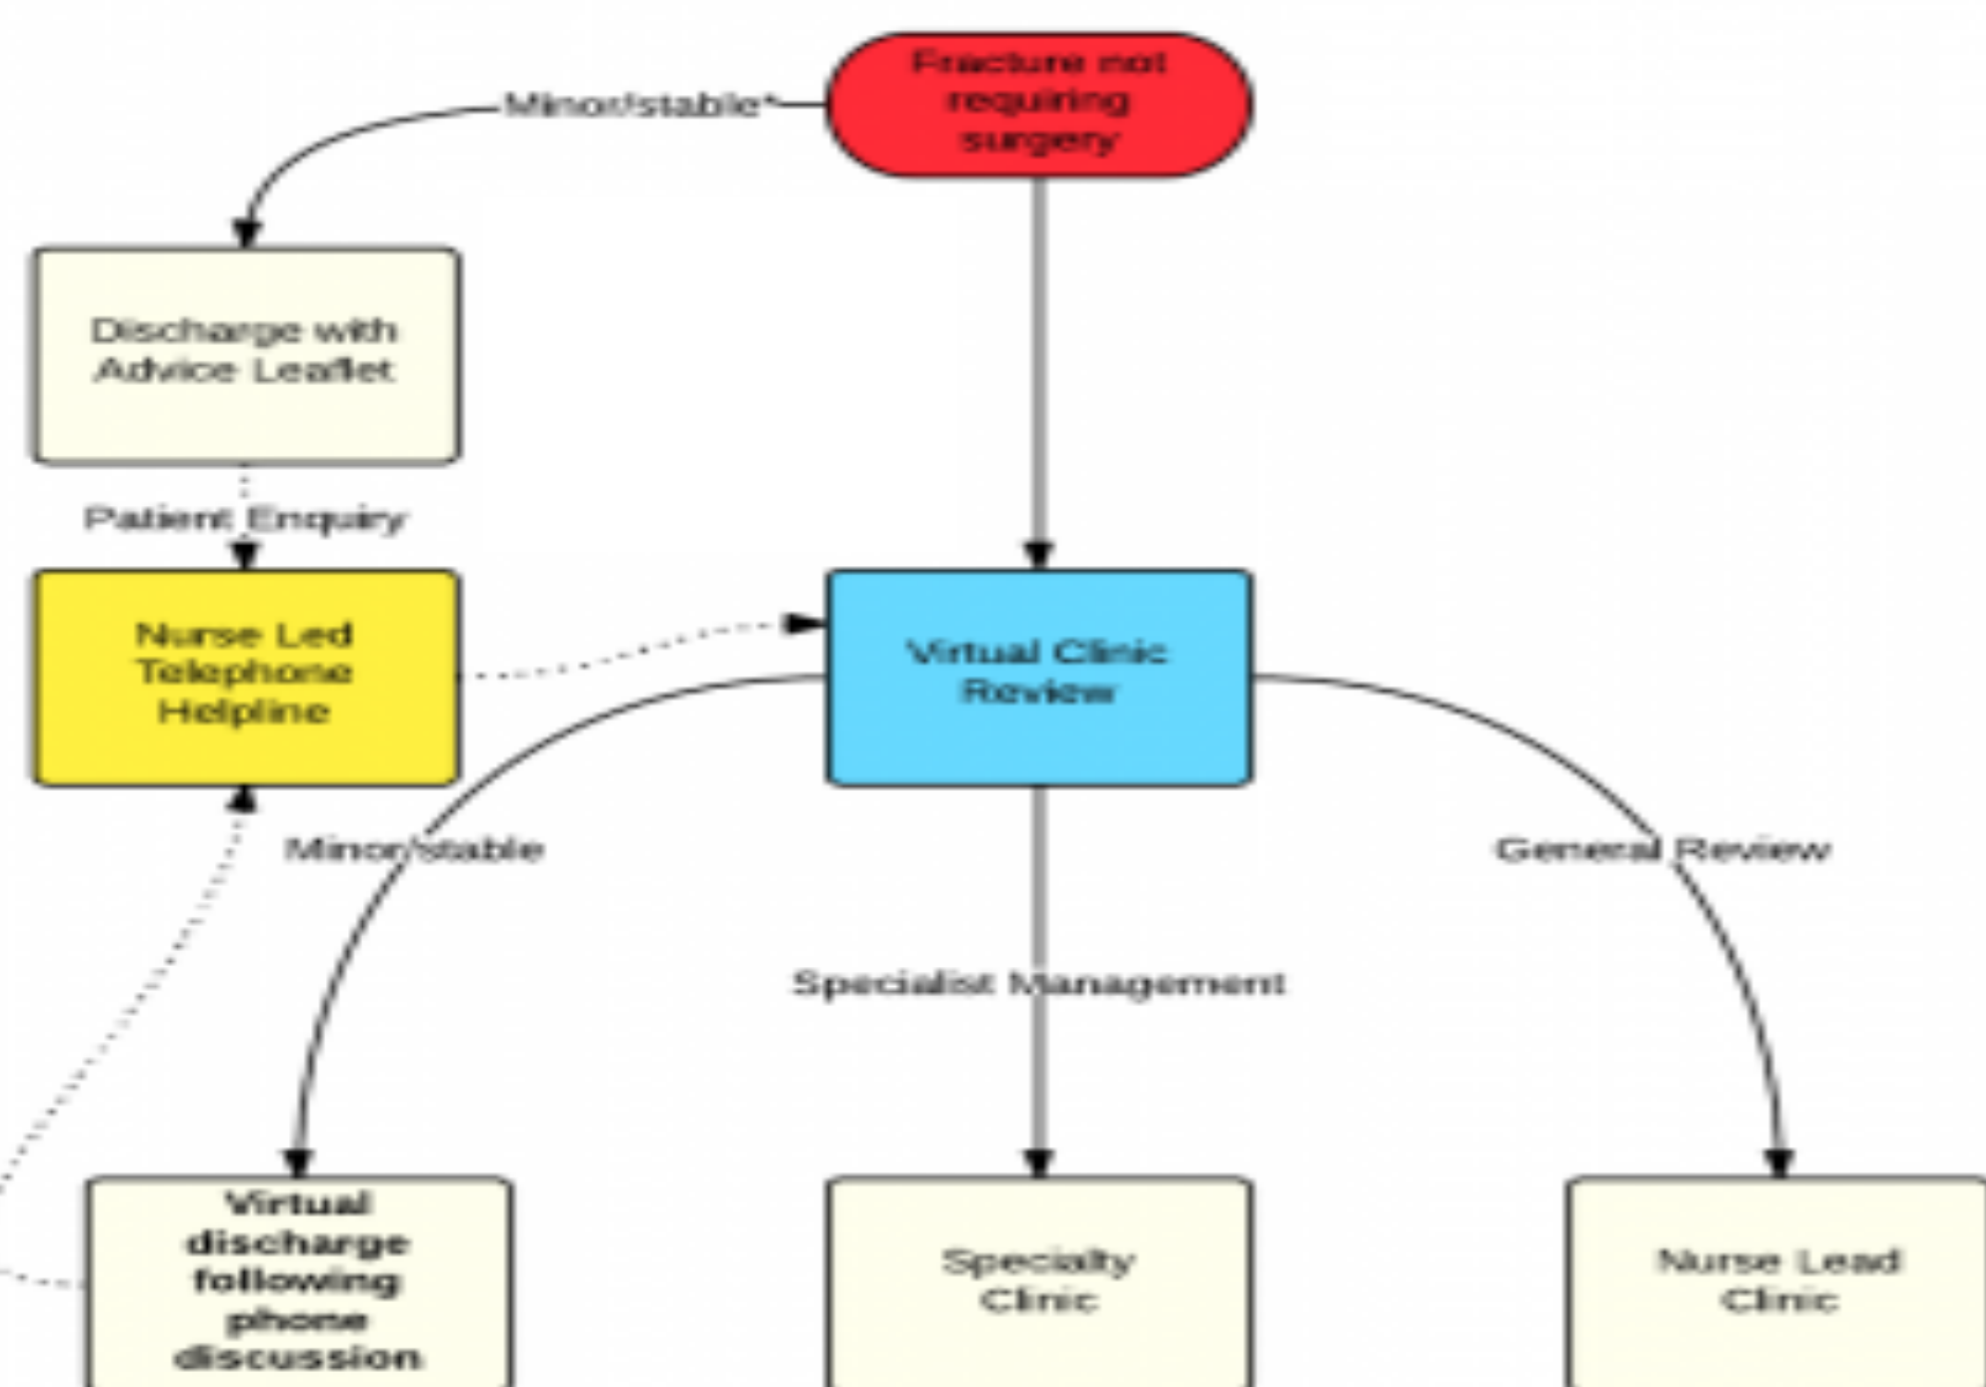 Fracture not
requiring
surgery
Minor/stable*
Discharge with
Advice Leaflet
Patient Enquiry
Nurse Led
Telephone
Helpline
Virtual Clinic
Review
Minor/stable
General Review
Specialist Management
Virtual
discharge
following
phone
discussion
Specialty
Clinic
Nurse Lead
Clinic